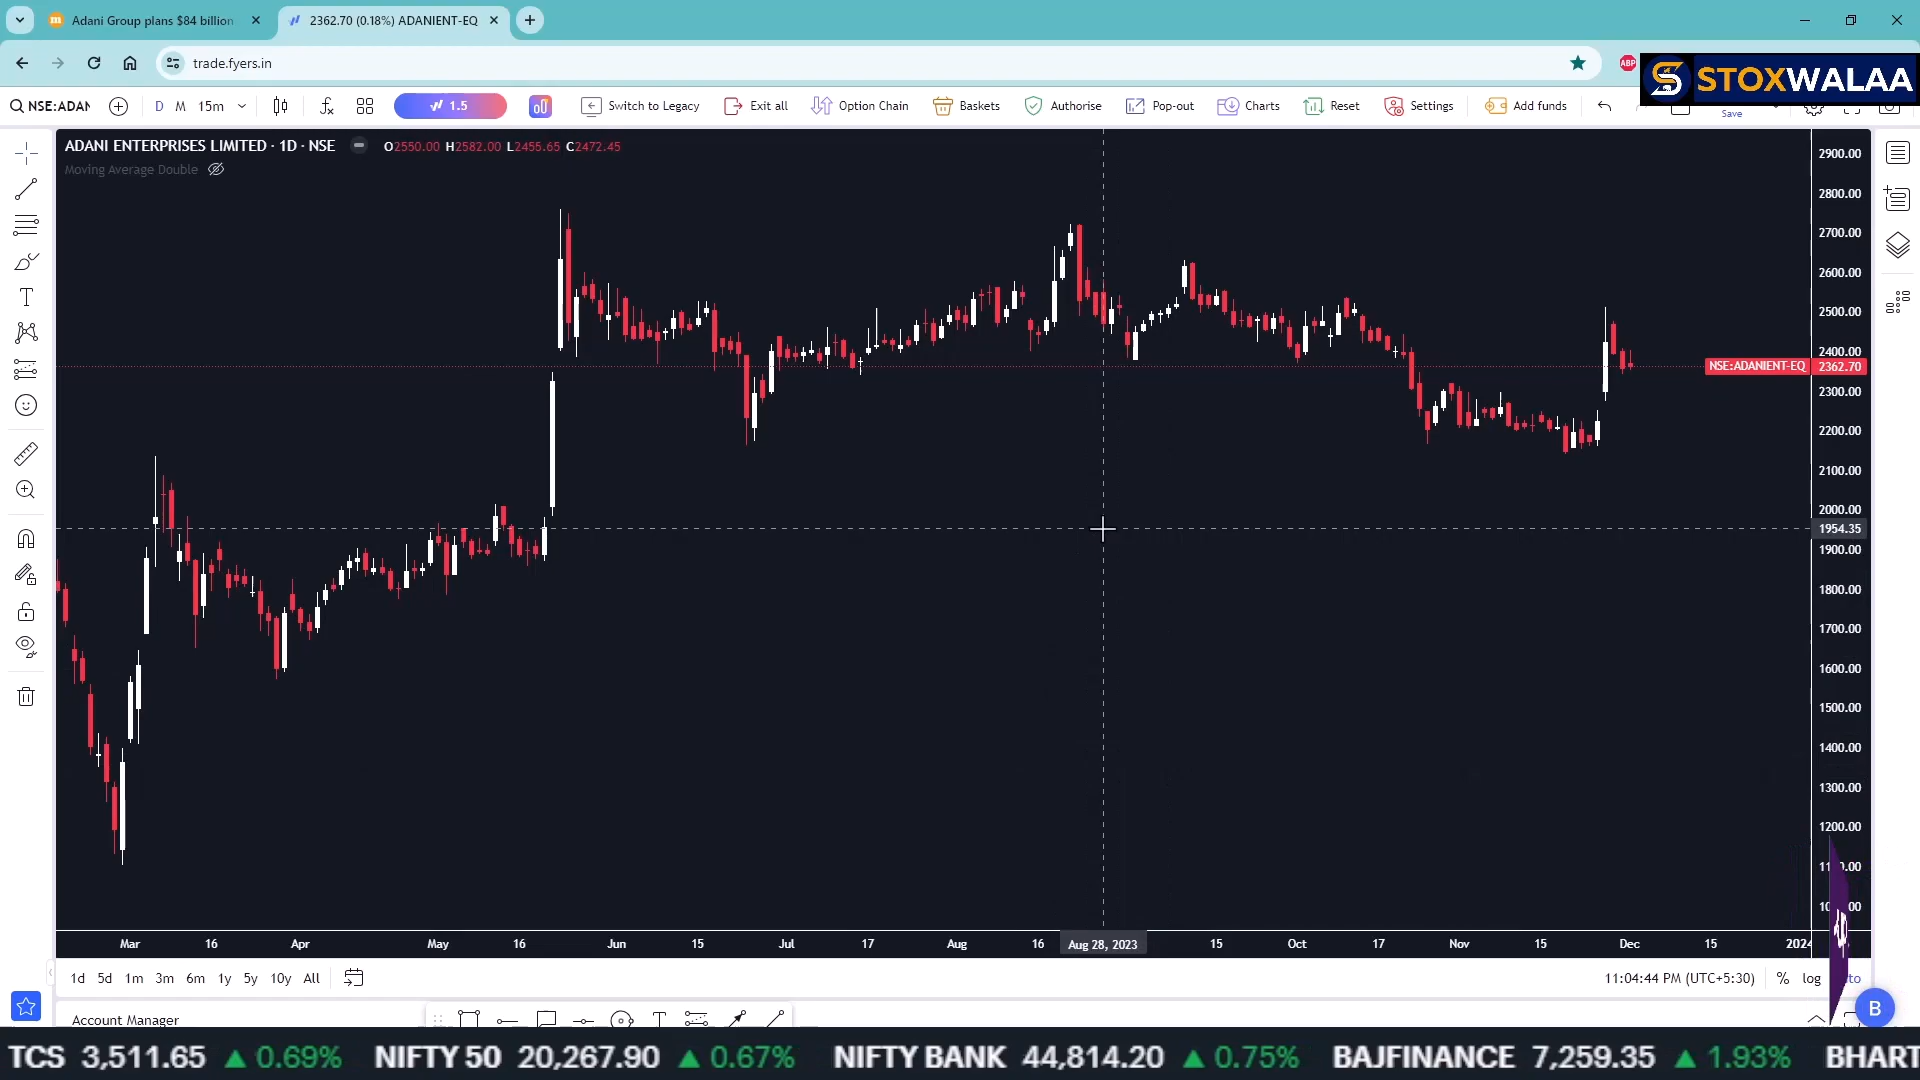 Adani Group plans $84 billion
2362.70 (0.18%) ADANIENT-EQ
trade.fyers.in
ABP
STOXWALAA
NSE:ADAN
D M 15m
1.5
Switch to Legacy
Exit all
Option Chain
Baskets
Authorise
Pop-out
Charts
Reset
Settings
Add funds
Save
ADANI ENTERPRISES LIMITED · 1D · NSE
O2550.00 H2582.00 L2455.65 C2472.45
Moving Average Double
2900.00
2800.00
2700.00
2600.00
2500.00
2400.00
NSE:ADANIENT-EQ 2362.70
2300.00
2200.00
2100.00
2000.00
1954.35
1900.00
1800.00
1700.00
1600.00
1500.00
1400.00
1300.00
1200.00
Mar 16 Apr May 16 Jun 15 Jul 17 Aug 16 Aug 28, 2023 15 Oct 17 Nov 15 Dec 15 2024
1d 5d 1m 3m 6m 1y 5y 10y All
11:04:44 PM (UTC+5:30) % log
B
Account Manager
TCS 3,511.65 ▲ 0.69% NIFTY 50 20,267.90 ▲ 0.67% NIFTY BANK 44,814.20 ▲ 0.75% BAJFINANCE 7,259.35 ▲ 1.93% BHART